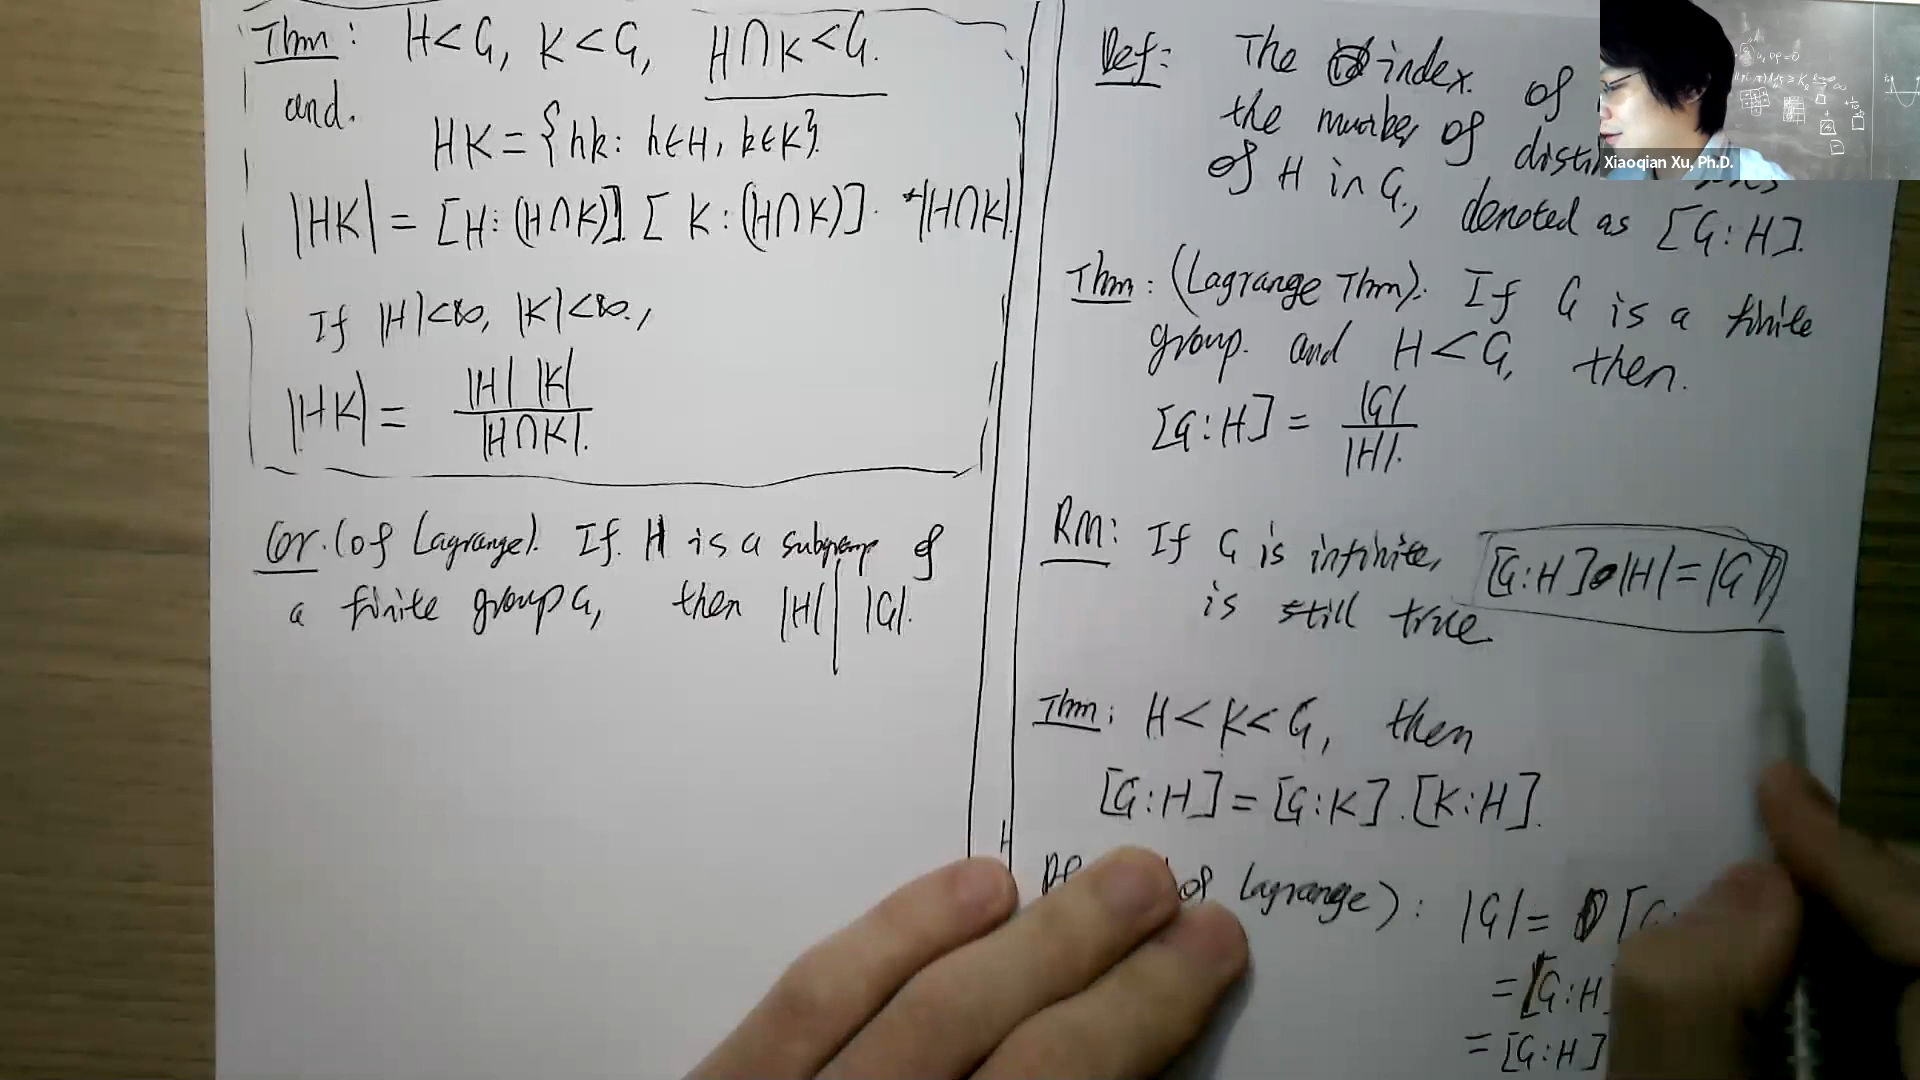 Thm: H<G, K<G, H∩K<G.
and.
HK={hk: h∈H, k∈K}.
|HK|=[H:(H∩K)][K:(H∩K)]·|H∩K|.
If |H|<∞, |K|<∞.,
|HK|= |H| |K|
|H∩K|.
Cor. (of Lagrange). If H is a subgroup of
a finite group G, then |H| | |G|.
Def: The index of
the number of
of H in G, denoted as [G:H].
Thm: (Lagrange Thm). If G is a finite
group. and H<G, then.
[G:H]= |G|
|H|.
RM: If G is infinite, [G:H]·|H|=|G|
is still true
Thm: H<K<G, then
[G:H]=[G:K].[K:H].
of Lagrange): |G|=
=[G:H]
=[G:H]
Xiaoqian Xu, Ph.D.